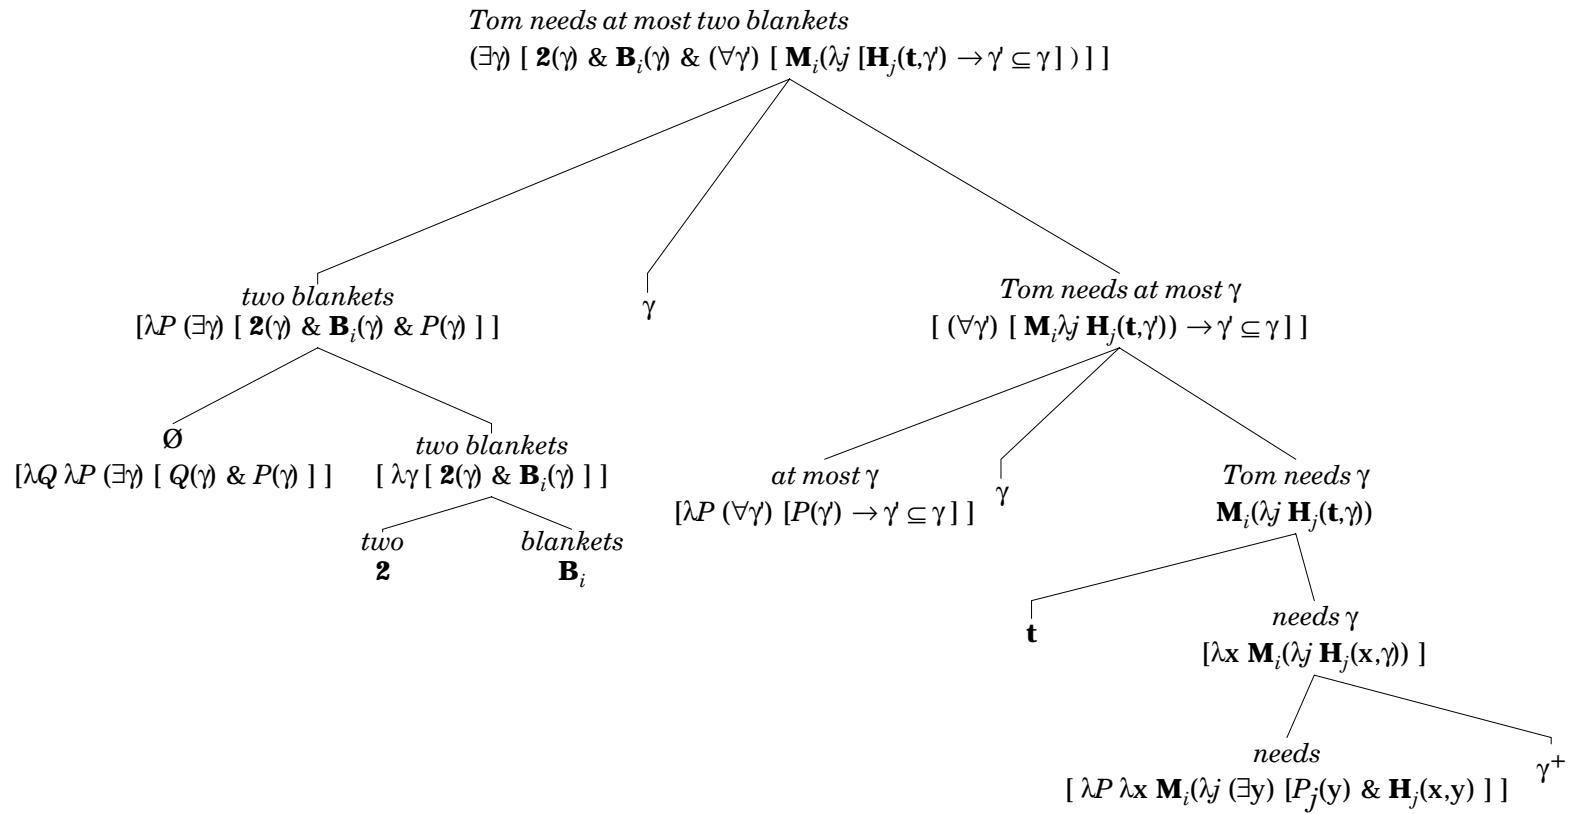 Tom needs at most two blankets
(∃γ) [ 2(γ) & B_i(γ) & (∀γ') [ M_i(λj [H_j(t,γ') → γ' ⊆ γ ] ) ] ]
two blankets
[λP (∃γ) [ 2(γ) & B_i(γ) & P(γ) ] ]
γ
Tom needs at most γ
[ (∀γ') [ M_iλj H_j(t,γ')) → γ' ⊆ γ ] ]
Ø
[λQ λP (∃γ) [ Q(γ) & P(γ) ] ]
two blankets
[ λγ [ 2(γ) & B_i(γ) ] ]
at most γ
[λP (∀γ') [P(γ') → γ' ⊆ γ ] ]
γ
Tom needs γ
M_i(λj H_j(t,γ))
two
2
blankets
B_i
t
needs γ
[λx M_i(λj H_j(x,γ)) ]
needs
[ λP λx M_i(λj (∃y) [P_j(y) & H_j(x,y) ] ]
γ⁺